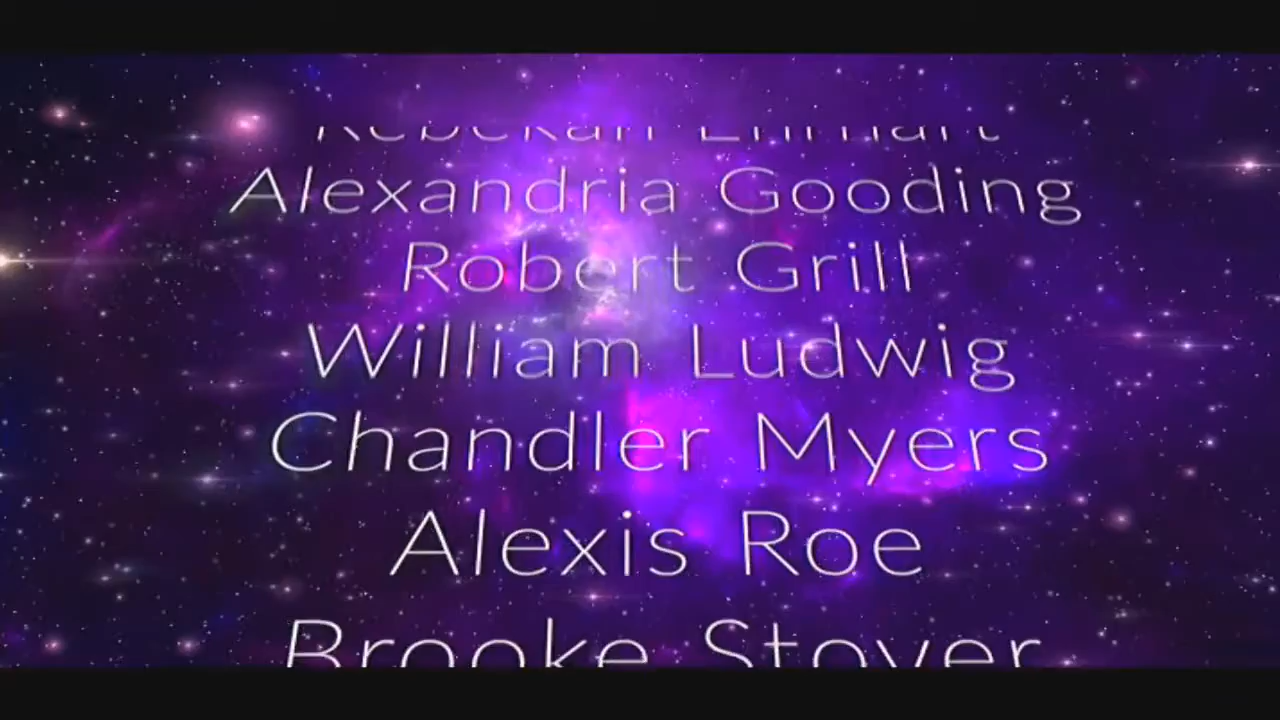 Alexandria Gooding
Robert Grill
William Ludwig
Chandler Myers
Alexis Roe
Brooke Stover